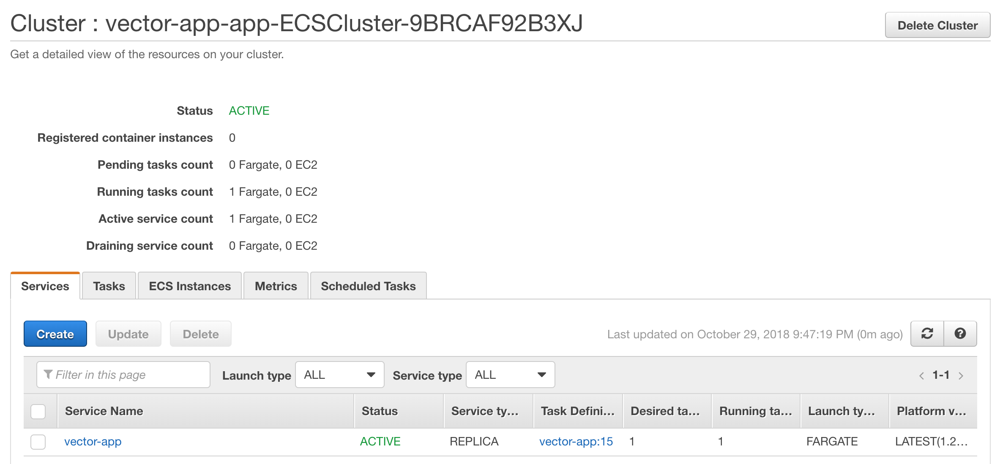 Cluster : vector-app-app-ECSCluster-9BRCAF92B3XJ
Delete Cluster
Get a detailed view of the resources on your cluster.
Status ACTIVE
Registered container instances 0
Pending tasks count 0 Fargate, 0 EC2
Running tasks count 1 Fargate, 0 EC2
Active service count 1 Fargate, 0 EC2
Draining service count 0 Fargate, 0 EC2
Services Tasks ECS Instances Metrics Scheduled Tasks
Create Update Delete Last updated on October 29, 2018 9:47:19 PM (0m ago)
Filter in this page Launch type ALL Service type ALL 1-1
Service Name Status Service ty... Task Defini... Desired ta... Running ta... Launch ty... Platform v...
vector-app ACTIVE REPLICA vector-app:15 1 1 FARGATE LATEST(1.2...